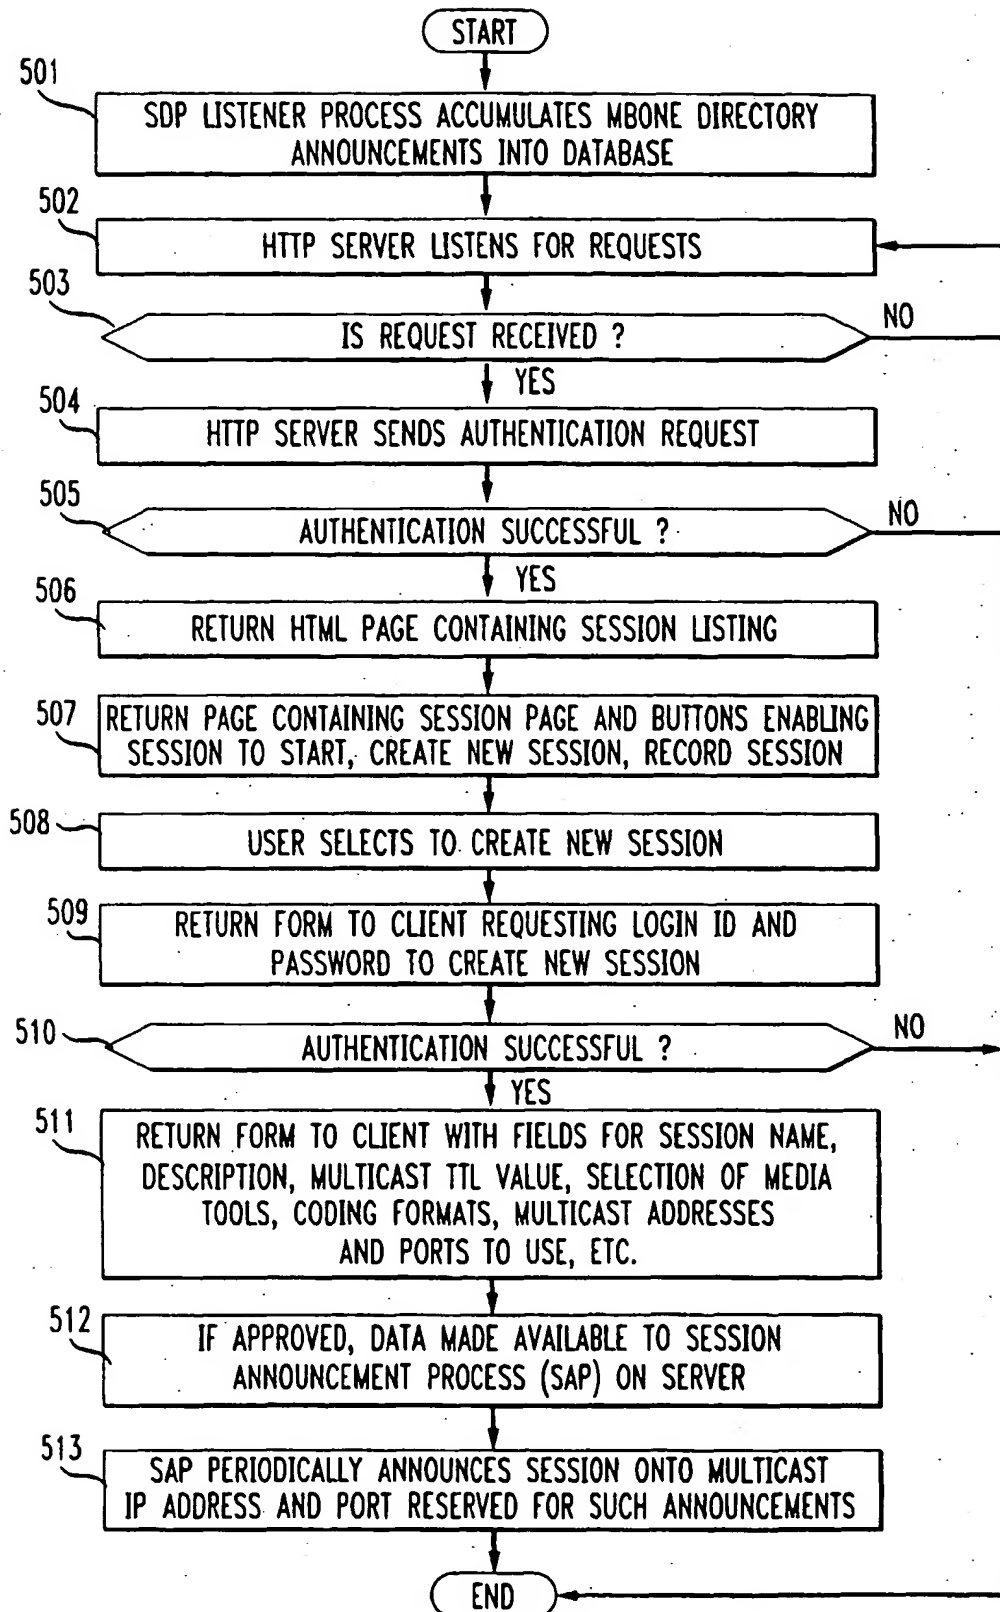 START
501
SDP LISTENER PROCESS ACCUMULATES MBONE DIRECTORY
ANNOUNCEMENTS INTO DATABASE
502
HTTP SERVER LISTENS FOR REQUESTS
503
IS REQUEST RECEIVED ?
NO
YES
504
HTTP SERVER SENDS AUTHENTICATION REQUEST
505
AUTHENTICATION SUCCESSFUL ?
NO
YES
506
RETURN HTML PAGE CONTAINING SESSION LISTING
507
RETURN PAGE CONTAINING SESSION PAGE AND BUTTONS ENABLING
SESSION TO START, CREATE NEW SESSION, RECORD SESSION
508
USER SELECTS TO CREATE NEW SESSION
509
RETURN FORM TO CLIENT REQUESTING LOGIN ID AND
PASSWORD TO CREATE NEW SESSION
510
AUTHENTICATION SUCCESSFUL ?
NO
YES
511
RETURN FORM TO CLIENT WITH FIELDS FOR SESSION NAME,
DESCRIPTION, MULTICAST TTL VALUE, SELECTION OF MEDIA
TOOLS, CODING FORMATS, MULTICAST ADDRESSES
AND PORTS TO USE, ETC.
512
IF APPROVED, DATA MADE AVAILABLE TO SESSION
ANNOUNCEMENT PROCESS (SAP) ON SERVER
513
SAP PERIODICALLY ANNOUNCES SESSION ONTO MULTICAST
IP ADDRESS AND PORT RESERVED FOR SUCH ANNOUNCEMENTS
END